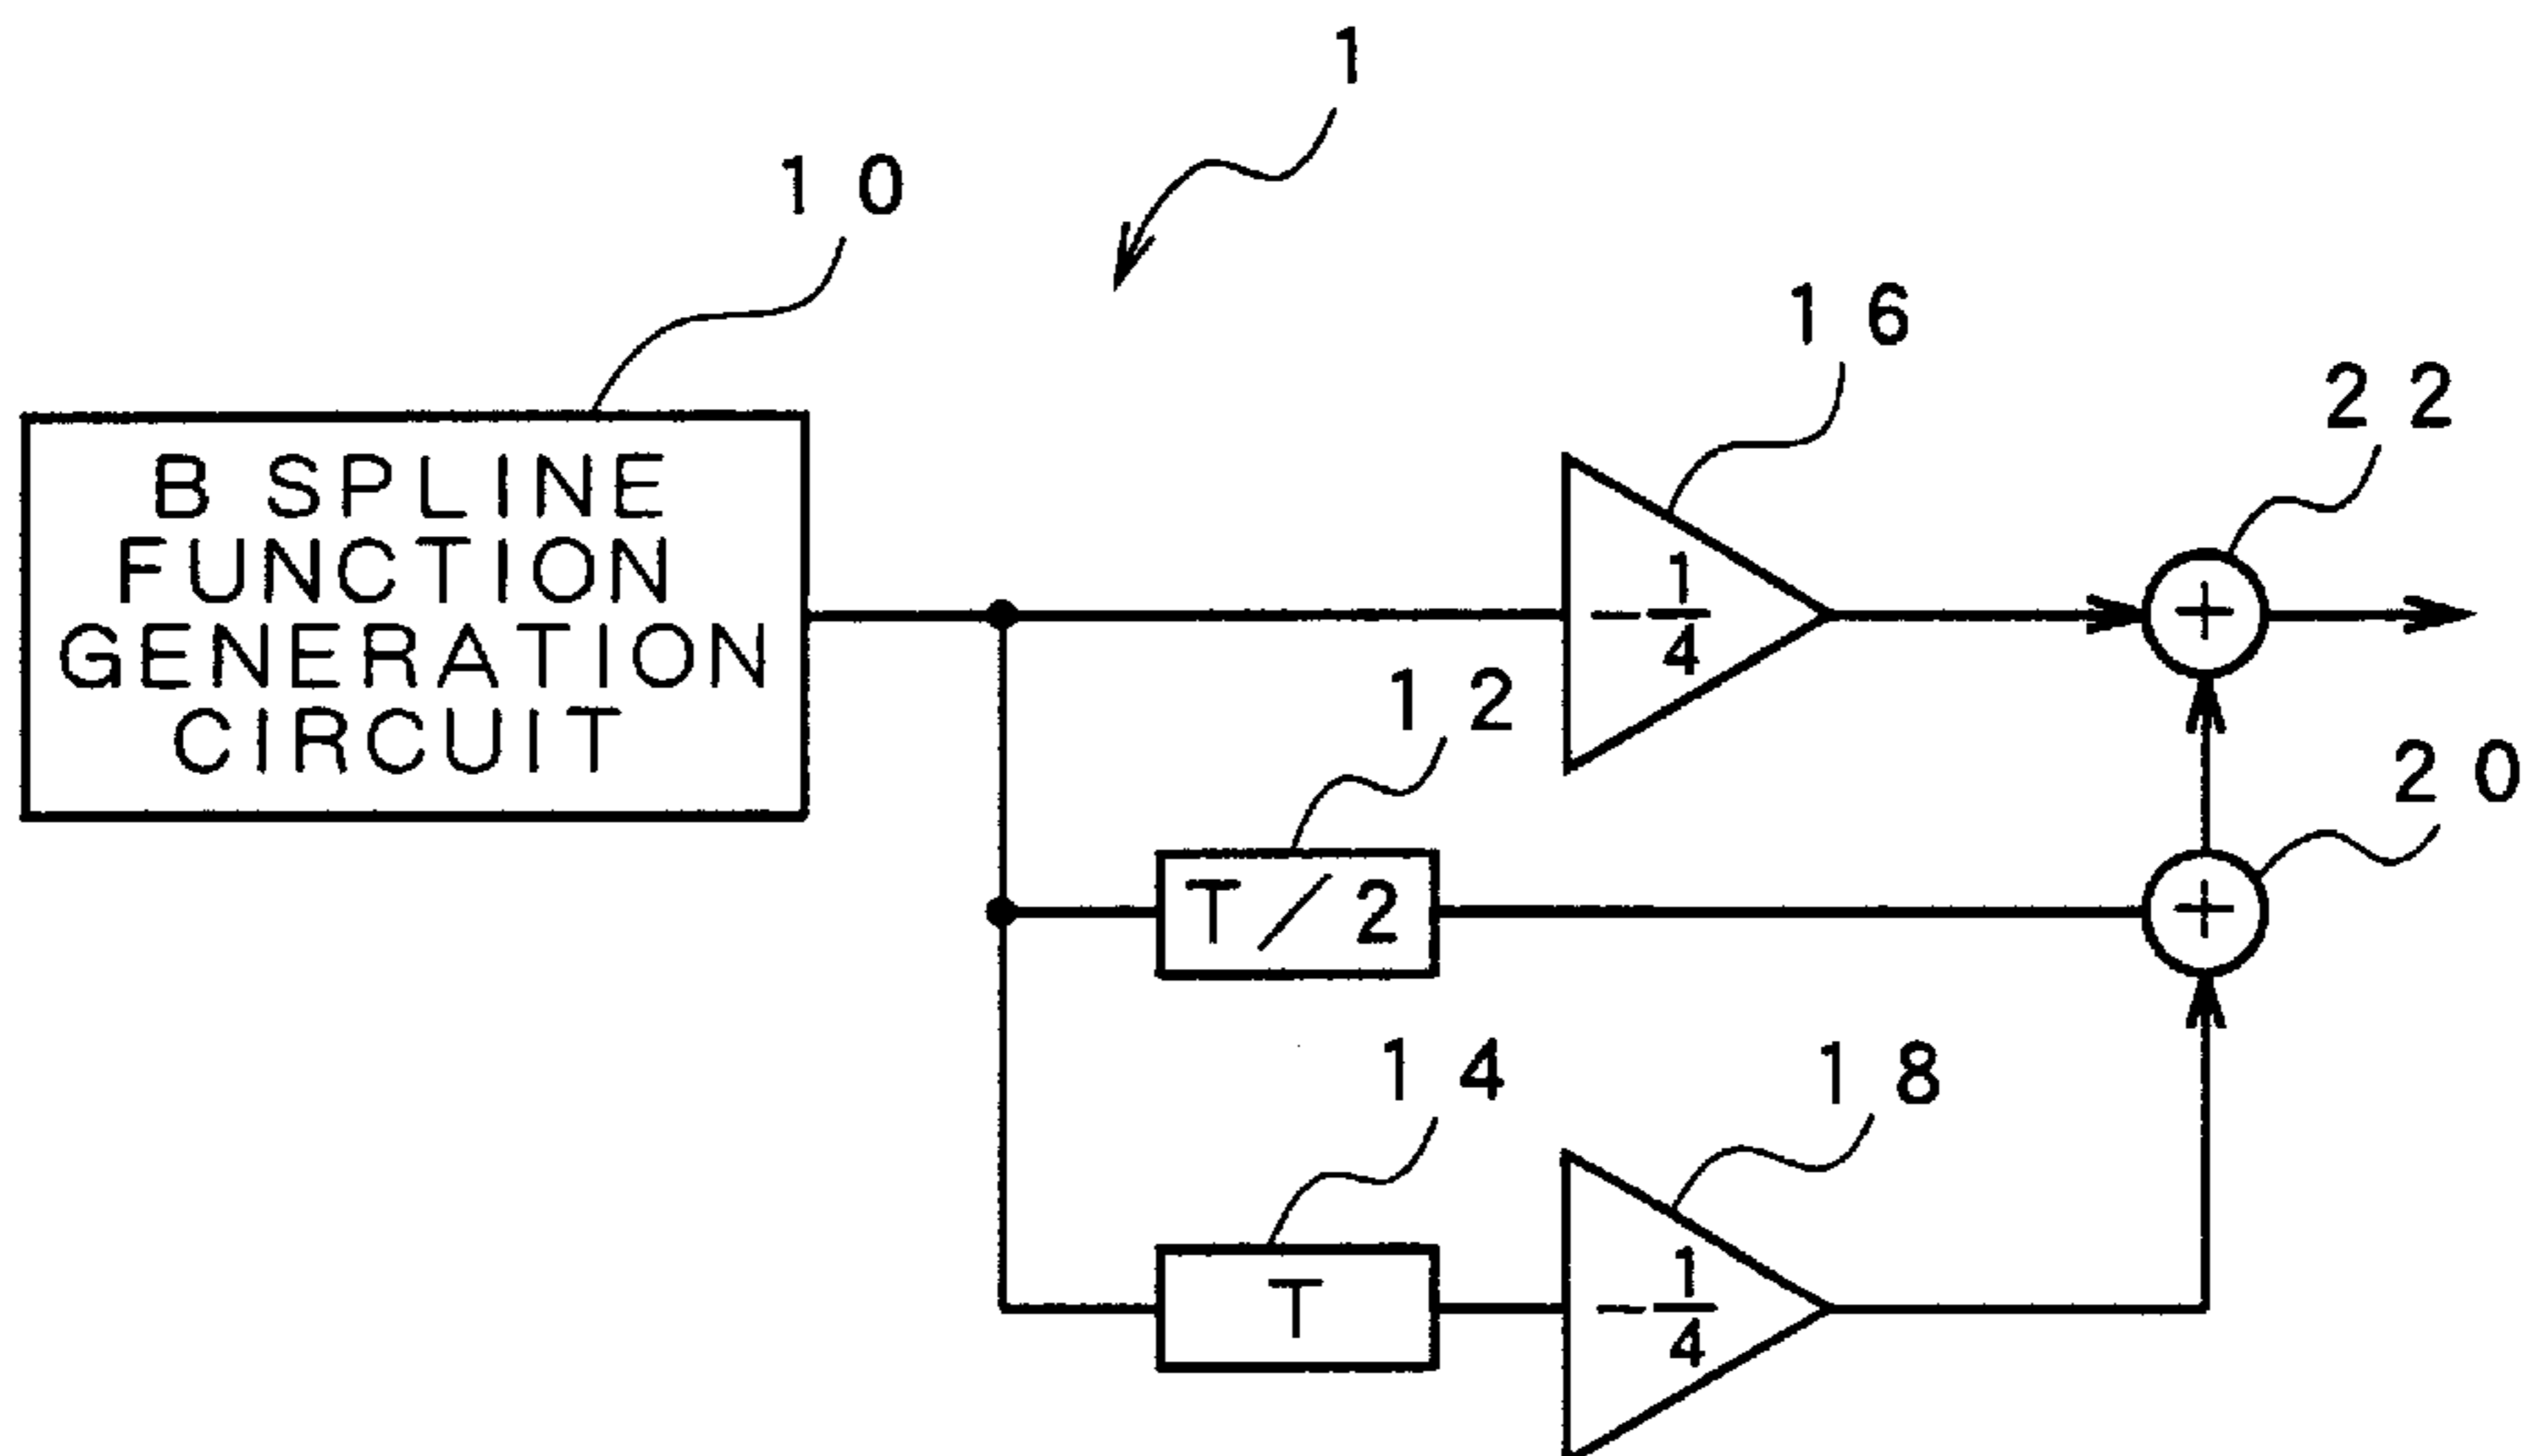 1
10
16
22
B SPLINE
FUNCTION
GENERATION
CIRCUIT
-1/4
12
20
T/2
14
18
T
-1/4